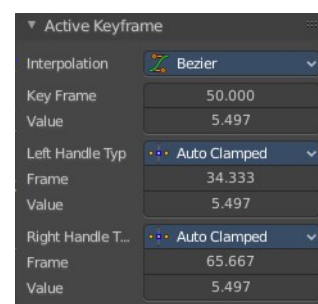 Active Keyframe
Interpolation Bezier
Key Frame 50.000
Value 5.497
Left Handle Typ Auto Clamped
Frame 34.333
Value 5.497
Right Handle T... Auto Clamped
Frame 65.667
Value 5.497